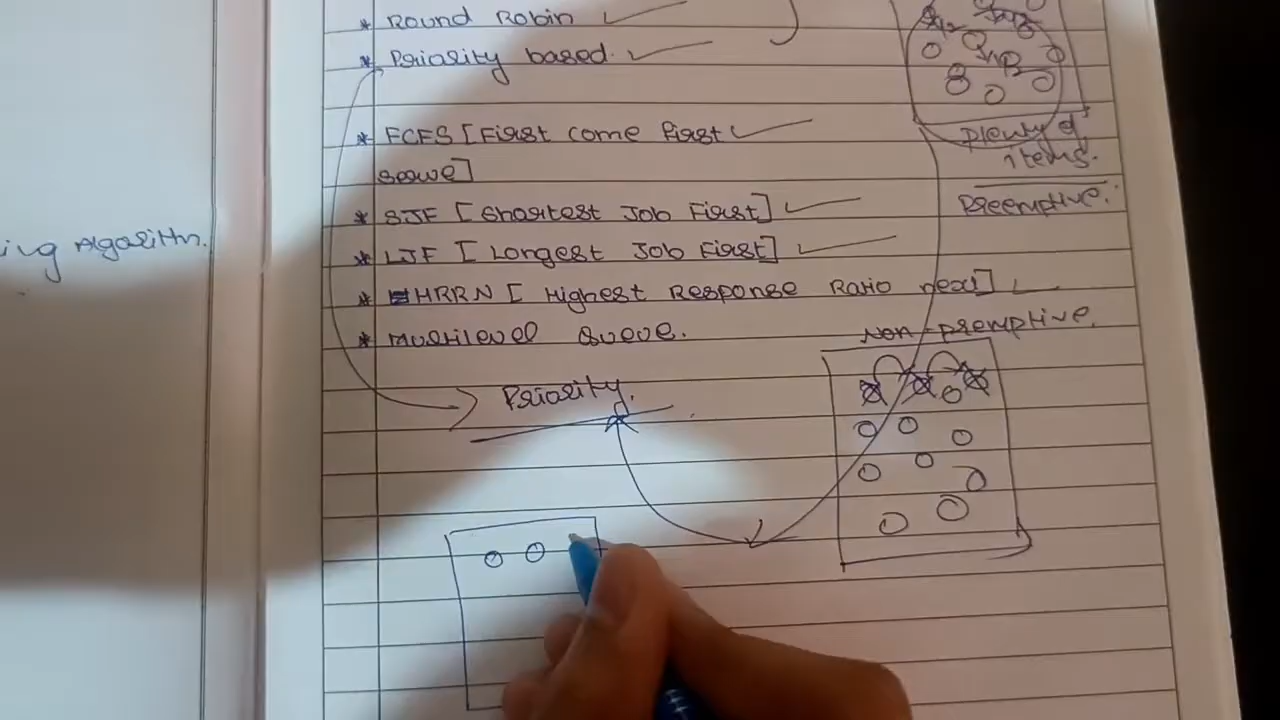 * Round Robin
* Priority based.
* FCFS [First come first
serve]
* SJF [Shortest Job First]
* LJF [Longest Job First]
* HRRN [Highest Response Ratio next]
* Multilevel Queue.
Priority.
Plenty of
items.
Preemptive.
Non-premptive.
ing Algorithm.